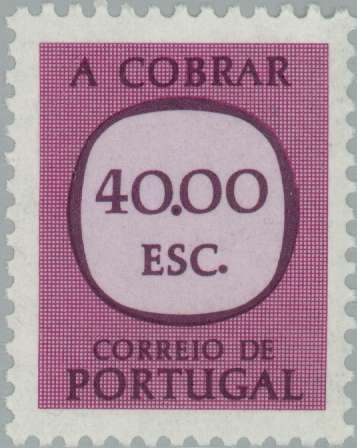 A COBRAR
40.00
ESC.
CORREIO DE
PORTUGAL